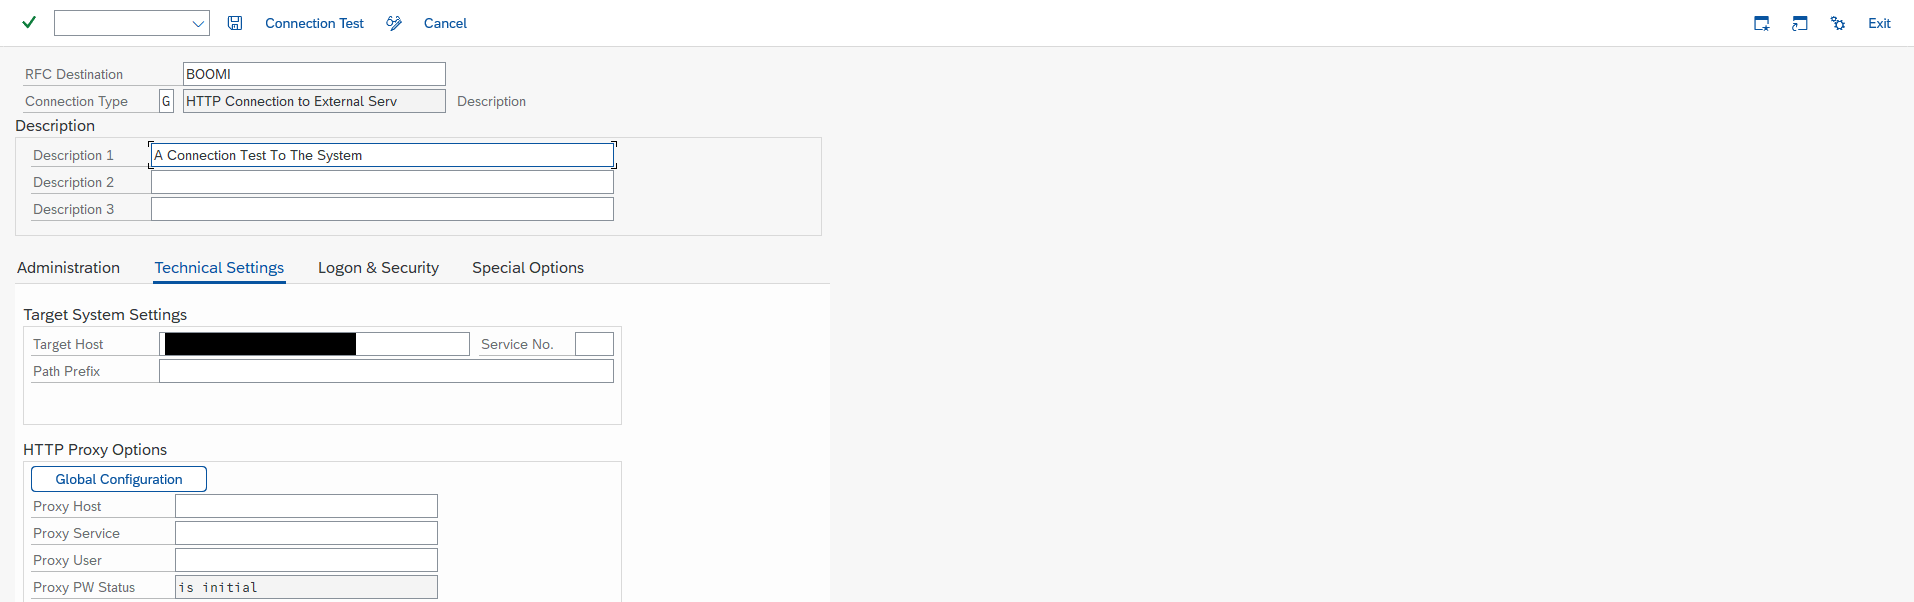 Connection Test Cancel Exit
RFC Destination BOOMI
Connection Type G HTTP Connection to External Serv Description
Description
Description 1 A Connection Test To The System
Description 2
Description 3
Administration Technical Settings Logon & Security Special Options
Target System Settings
Target Host Service No.
Path Prefix
HTTP Proxy Options
Global Configuration
Proxy Host
Proxy Service
Proxy User
Proxy PW Status is initial